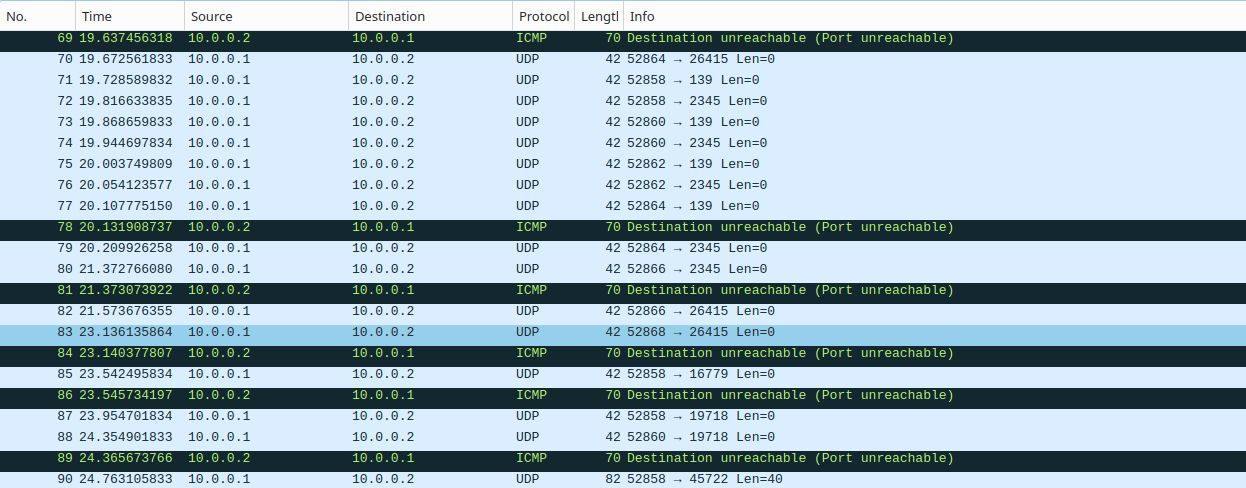 No. Time Source Destination Protocol Lengtl Info
69 19.637456318 10.0.0.2 10.0.0.1 ICMP 70 Destination unreachable (Port unreachable)
70 19.672561833 10.0.0.1 10.0.0.2 UDP 42 52864 → 26415 Len=0
71 19.728589832 10.0.0.1 10.0.0.2 UDP 42 52858 → 139 Len=0
72 19.816633835 10.0.0.1 10.0.0.2 UDP 42 52858 → 2345 Len=0
73 19.868659833 10.0.0.1 10.0.0.2 UDP 42 52860 → 139 Len=0
74 19.944697834 10.0.0.1 10.0.0.2 UDP 42 52860 → 2345 Len=0
75 20.003749809 10.0.0.1 10.0.0.2 UDP 42 52862 → 139 Len=0
76 20.054123577 10.0.0.1 10.0.0.2 UDP 42 52862 → 2345 Len=0
77 20.107775150 10.0.0.1 10.0.0.2 UDP 42 52864 → 139 Len=0
78 20.131908737 10.0.0.2 10.0.0.1 ICMP 70 Destination unreachable (Port unreachable)
79 20.209926258 10.0.0.1 10.0.0.2 UDP 42 52864 → 2345 Len=0
80 21.372766080 10.0.0.1 10.0.0.2 UDP 42 52866 → 2345 Len=0
81 21.373073922 10.0.0.2 10.0.0.1 ICMP 70 Destination unreachable (Port unreachable)
82 21.573676355 10.0.0.1 10.0.0.2 UDP 42 52866 → 26415 Len=0
83 23.136135864 10.0.0.1 10.0.0.2 UDP 42 52868 → 26415 Len=0
84 23.140377807 10.0.0.2 10.0.0.1 ICMP 70 Destination unreachable (Port unreachable)
85 23.542495834 10.0.0.1 10.0.0.2 UDP 42 52858 → 16779 Len=0
86 23.545734197 10.0.0.2 10.0.0.1 ICMP 70 Destination unreachable (Port unreachable)
87 23.954701834 10.0.0.1 10.0.0.2 UDP 42 52858 → 19718 Len=0
88 24.354901833 10.0.0.1 10.0.0.2 UDP 42 52860 → 19718 Len=0
89 24.365673766 10.0.0.2 10.0.0.1 ICMP 70 Destination unreachable (Port unreachable)
90 24.763105833 10.0.0.1 10.0.0.2 UDP 82 52858 → 45722 Len=40